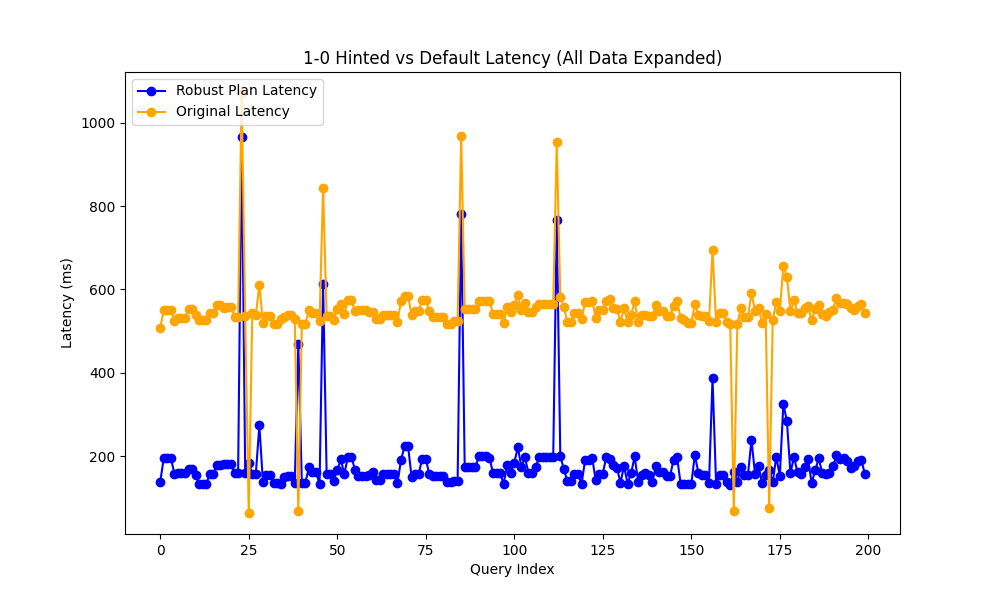 1-0 Hinted vs Default Latency (All Data Expanded)
Robust Plan Latency
Original Latency
Latency (ms)
1000
800
600
400
200
0 25 50 75 100 125 150 175 200
Query Index